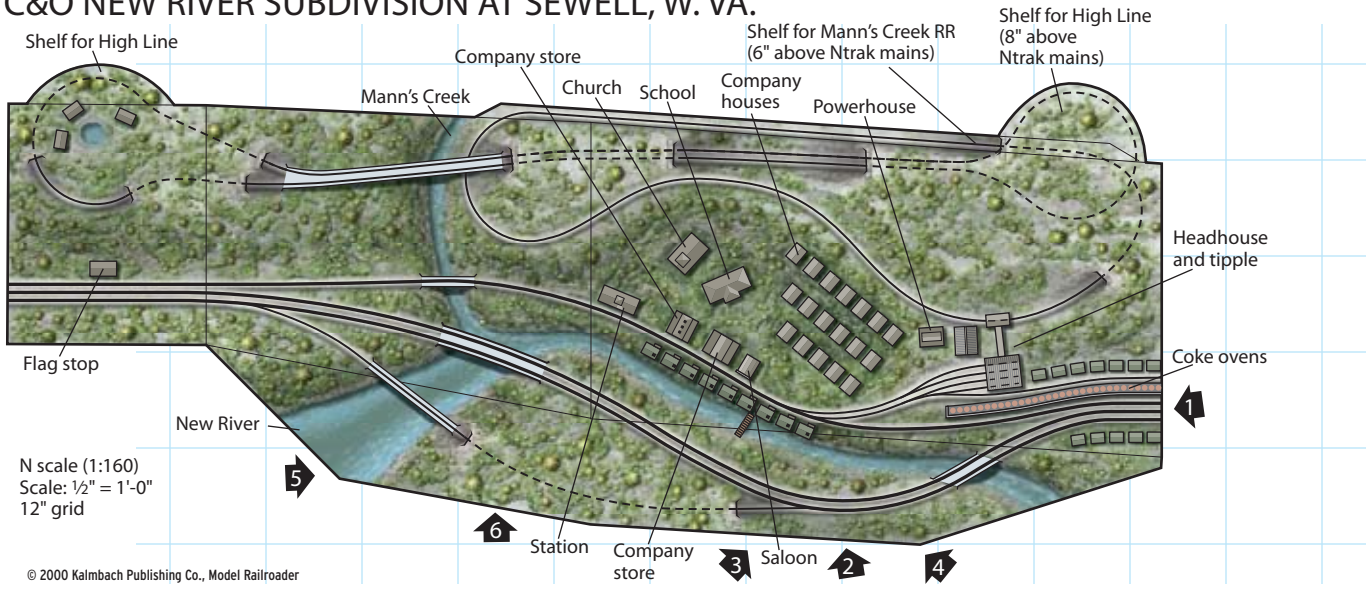 C&O NEW RIVER SUBDIVISION AT SEWELL, W. VA.
Shelf for High Line
Mann's Creek
Company store
Church
School
Company
houses
Shelf for Mann's Creek RR
(6" above Ntrak mains)
Powerhouse
Shelf for High Line
(8" above
Ntrak mains)
Headhouse
and tipple
Coke ovens
1
Flag stop
New River
5
N scale (1:160)
Scale: ½" = 1'-0"
12" grid
6
Station
Company
store
3
Saloon
2
4
© 2000 Kalmbach Publishing Co., Model Railroader